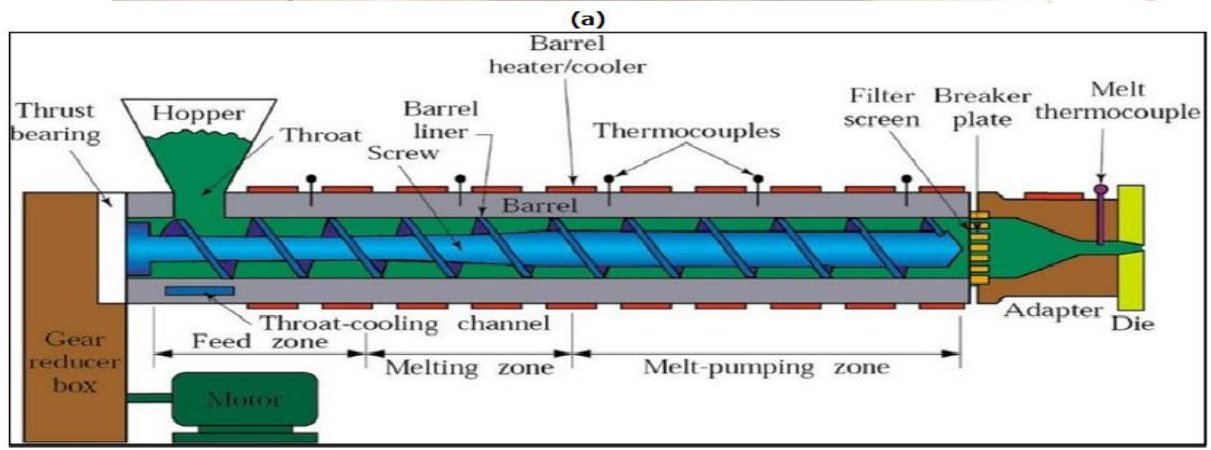 (a)
Barrel
heater/cooler
Thrust
bearing
Hopper
Throat
Barrel
liner
Screw
Thermocouples
Filter
screen
Breaker
plate
Melt
thermocouple
Barrel
Throat-cooling channel
Adapter
Die
Gear
reducer
box
Feed zone
Melting zone
Melt-pumping zone
Motor